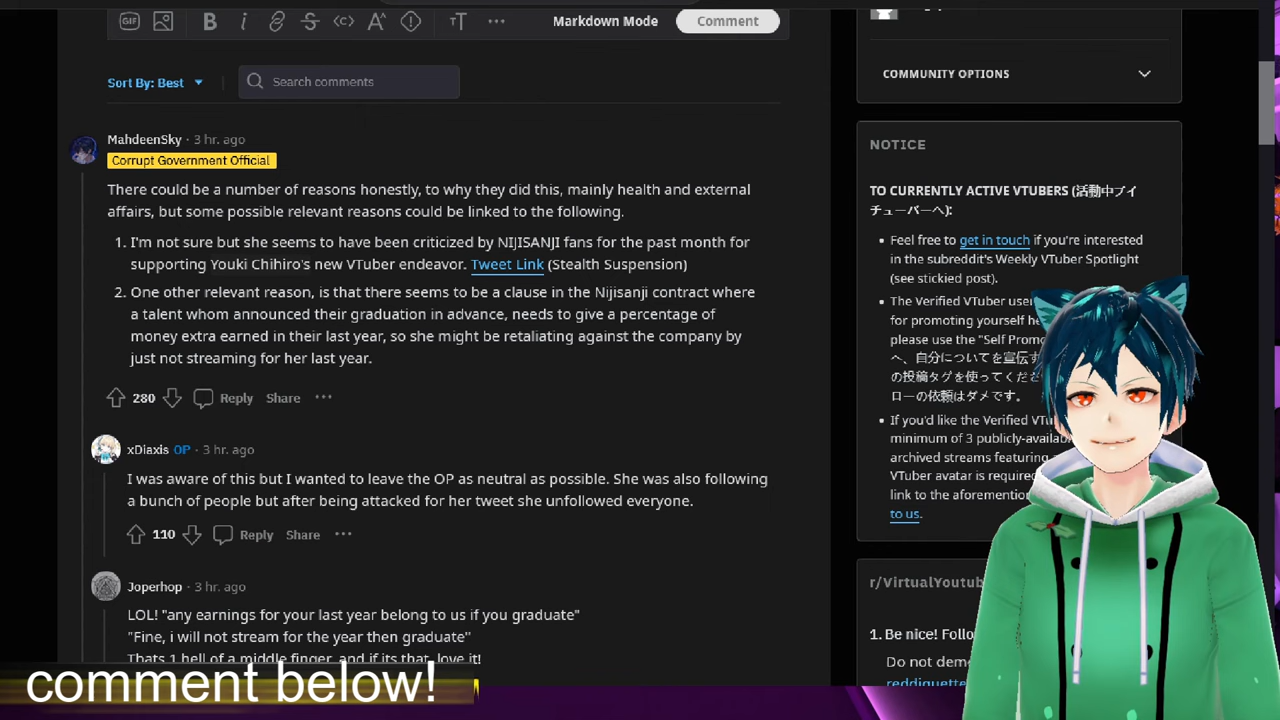 Markdown Mode
Comment
Sort By: Best
Search comments
MahdeenSky · 3 hr. ago
Corrupt Government Official
There could be a number of reasons honestly, to why they did this, mainly health and external
affairs, but some possible relevant reasons could be linked to the following.
1. I'm not sure but she seems to have been criticized by NIJISANJI fans for the past month for
supporting Youki Chihiro's new VTuber endeavor. Tweet Link (Stealth Suspension)
2. One other relevant reason, is that there seems to be a clause in the Nijisanji contract where
a talent whom announced their graduation in advance, needs to give a percentage of
money extra earned in their last year, so she might be retaliating against the company by
just not streaming for her last year.
280
Reply
Share
xDiaxis OP · 3 hr. ago
I was aware of this but I wanted to leave the OP as neutral as possible. She was also following
a bunch of people but after being attacked for her tweet she unfollowed everyone.
110
Reply
Share
Joperhop · 3 hr. ago
LOL! "any earnings for your last year belong to us if you graduate"
"Fine, i will not stream for the year then graduate"
Thats 1 hell of a middle finger, and if its that, love it!
comment below!
COMMUNITY OPTIONS
NOTICE
TO CURRENTLY ACTIVE VTUBERS (活動中ブイ
チューバーへ):
Feel free to get in touch if you're interested
in the subreddit's Weekly VTuber Spotlight
(see stickied post).
The Verified VTuber
for promoting yourself
please use the "Self
へ、自分についてを宣伝
の投稿タグを使ってくだ
ローの依頼はダメです。
If you'd like the Verified
minimum of 3
archived streams featuring
VTuber avatar is required
link to the
to us.
1. Be nice!
Do not